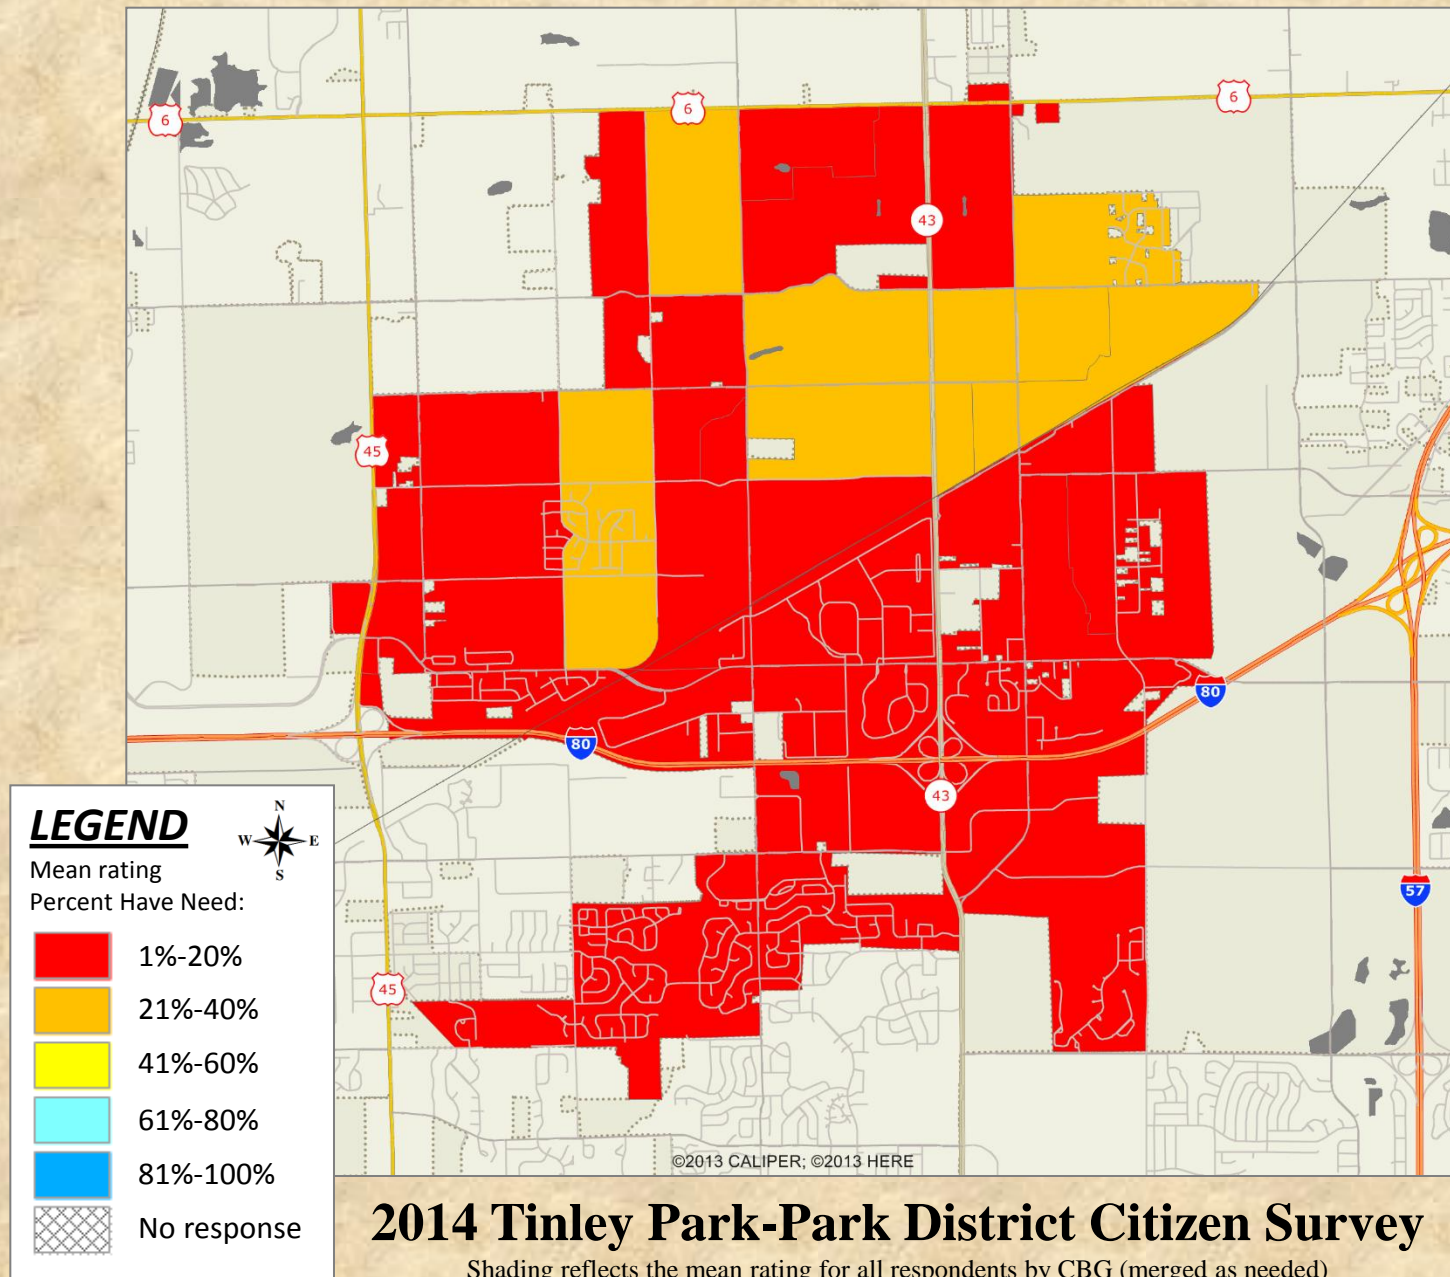 6
6
6
43
45
80
80
43
57
45
LEGEND
N
W E
S
Mean rating
Percent Have Need:
1%-20%
21%-40%
41%-60%
61%-80%
81%-100%
No response
©2013 CALIPER; ©2013 HERE
2014 Tinley Park-Park District Citizen Survey
Shading reflects the mean rating for all respondents by CBG (merged as needed)